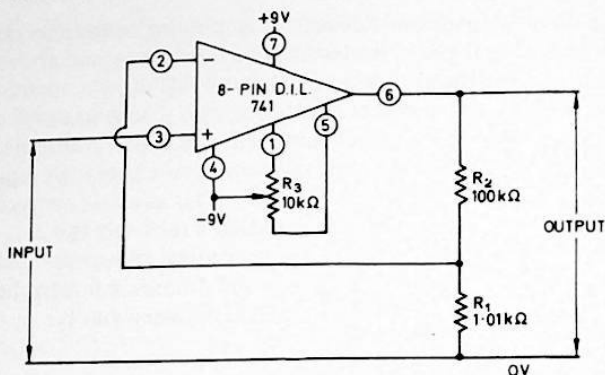 +9V
7
2
−
8- PIN D.I.L.
741
6
3
+
5
1
4
R3
10kΩ
-9V
R2
100kΩ
INPUT
OUTPUT
R1
1·01kΩ
0V